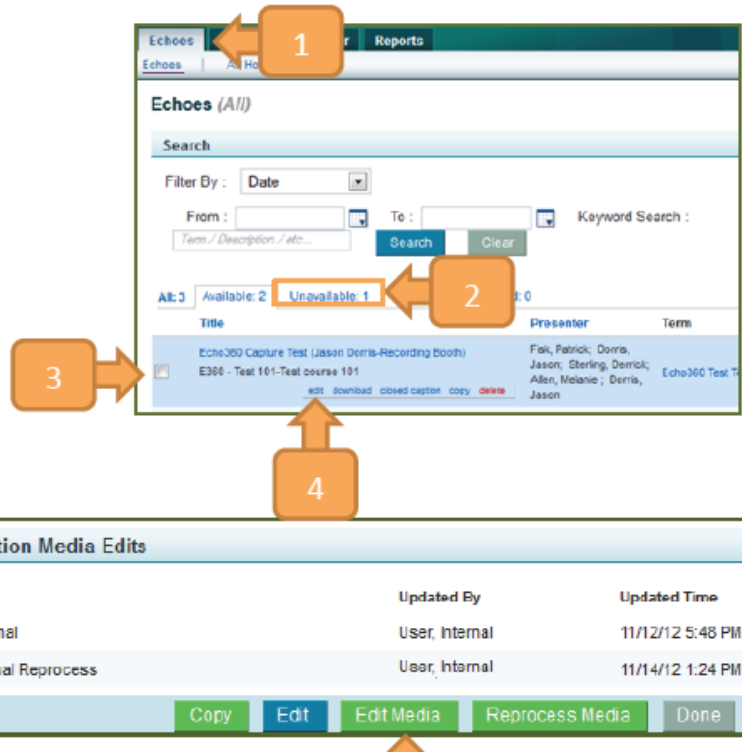 Echoes
1
r
Reports
Echoes | A Ho
Echoes (All)
Search
Filter By : Date
From : To : Keyword Search :
Term / Description / etc... Search Clear
2
All: 3 Available: 2 Unavailable: 1 d: 0
Title Presenter Term
3
Echo360 Capture Test (Jason Dorris-Recording Booth)
E360 - Test 101-Test course 101
edit download closed caption copy delete
Fisk, Patrick; Dorris,
Jason; Sterling, Derrick;
Allen, Melanie ; Dorris,
Jason
Echo360 Test T
4
tion Media Edits
Updated By Updated Time
nal User, Internal 11/12/12 5:48 PM
al Reprocess User, Internal 11/14/12 1:24 PM
Copy Edit Edit Media Reprocess Media Done